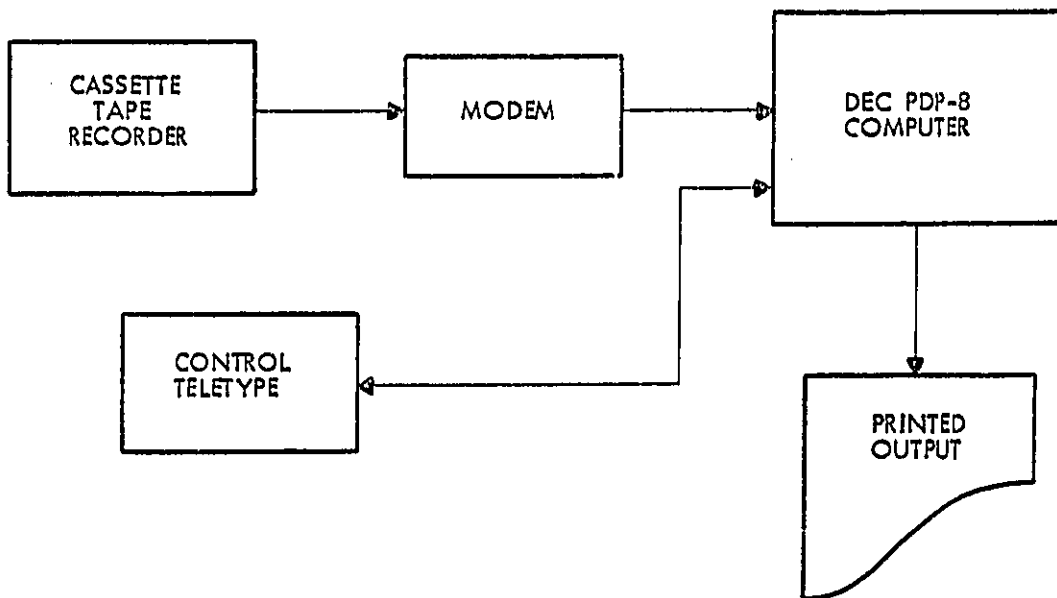 CASSETTE
TAPE
RECORDER
MODEM
DEC PDP-8
COMPUTER
CONTROL
TELETYPE
PRINTED
OUTPUT